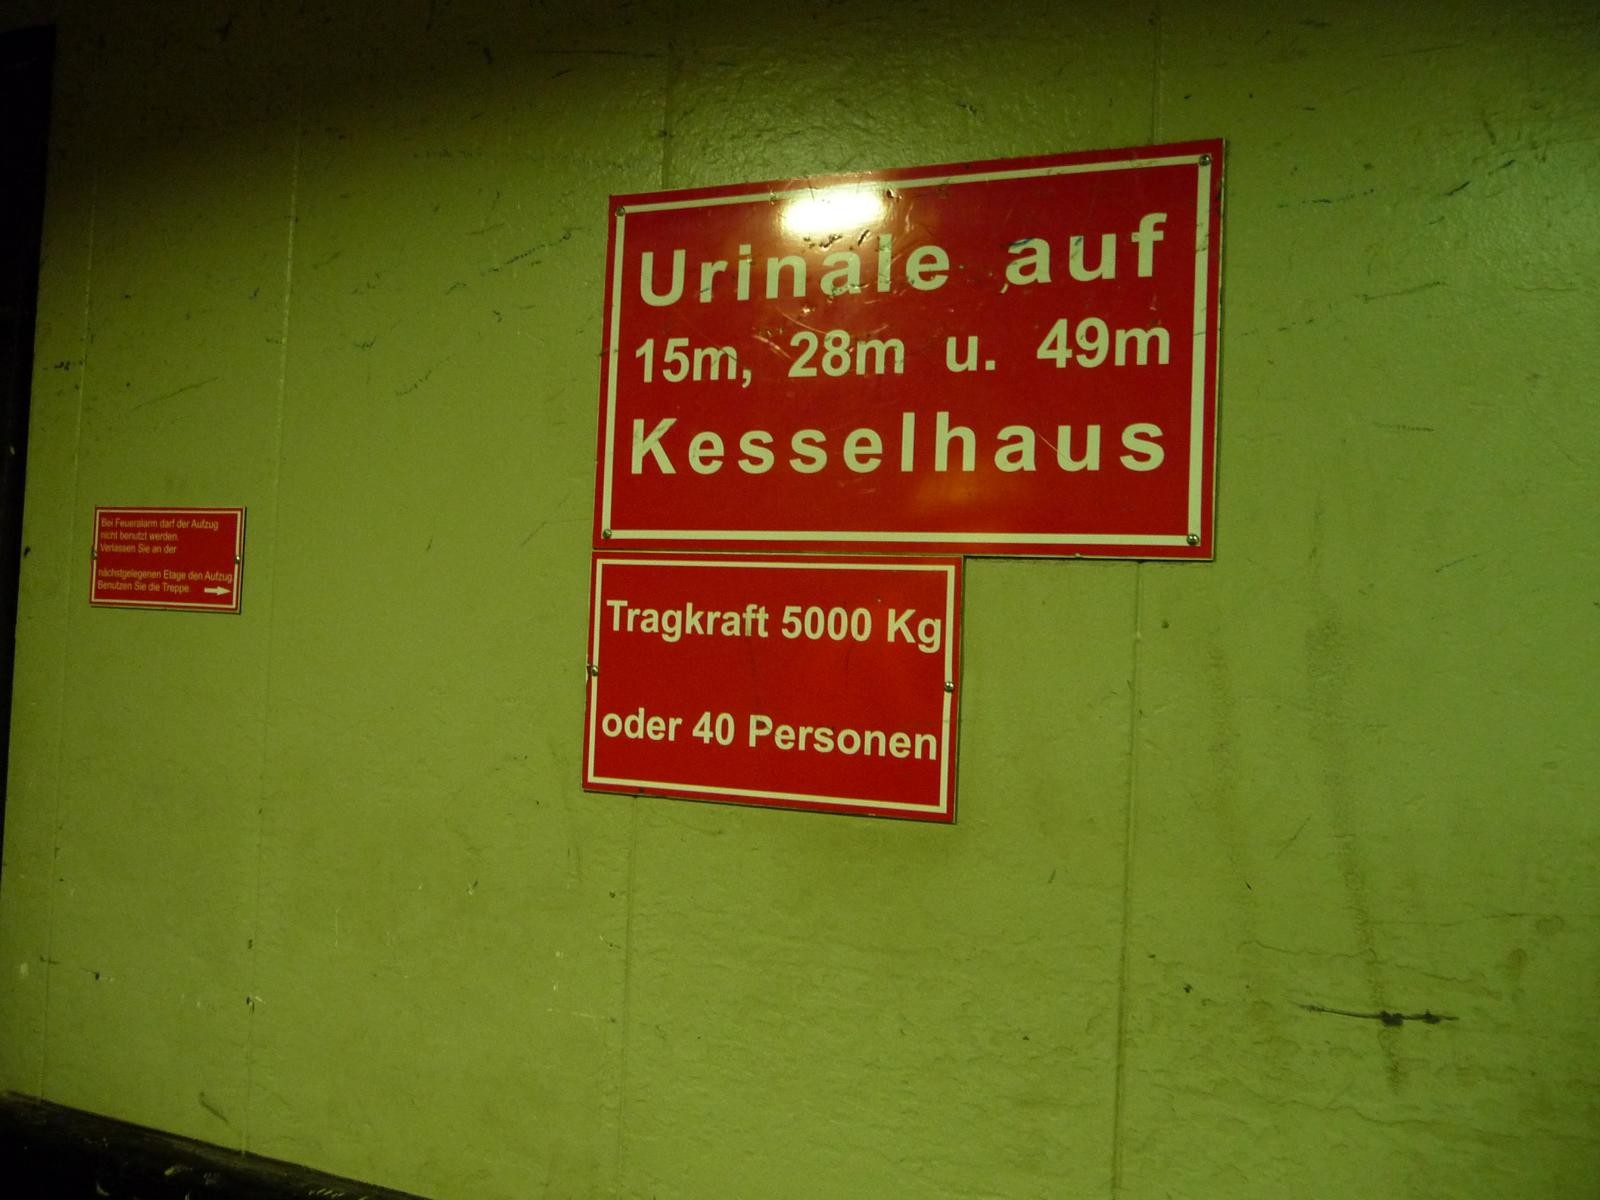 Urinale auf
15m, 28m u. 49m
Kesselhaus
Tragkraft 5000 Kg
oder 40 Personen
Bei Feueralarm darf der Aufzug
nicht benutzt werden.
Verlassen Sie an der
nächstgelegenen Etage den Aufzug
Benutzen Sie die Treppe.